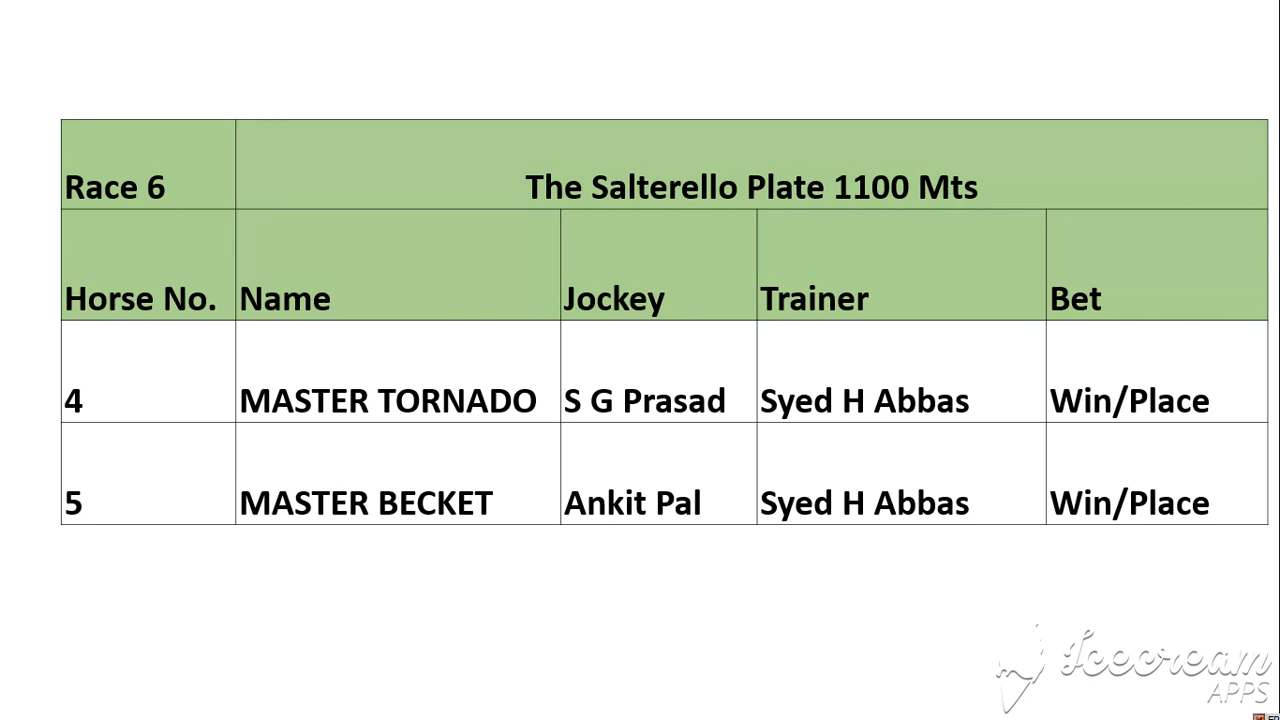 Race 6 The Salterello Plate 1100 Mts
Horse No. Name Jockey Trainer Bet
4 MASTER TORNADO S G Prasad Syed H Abbas Win/Place
5 MASTER BECKET Ankit Pal Syed H Abbas Win/Place
Icecream
APPS